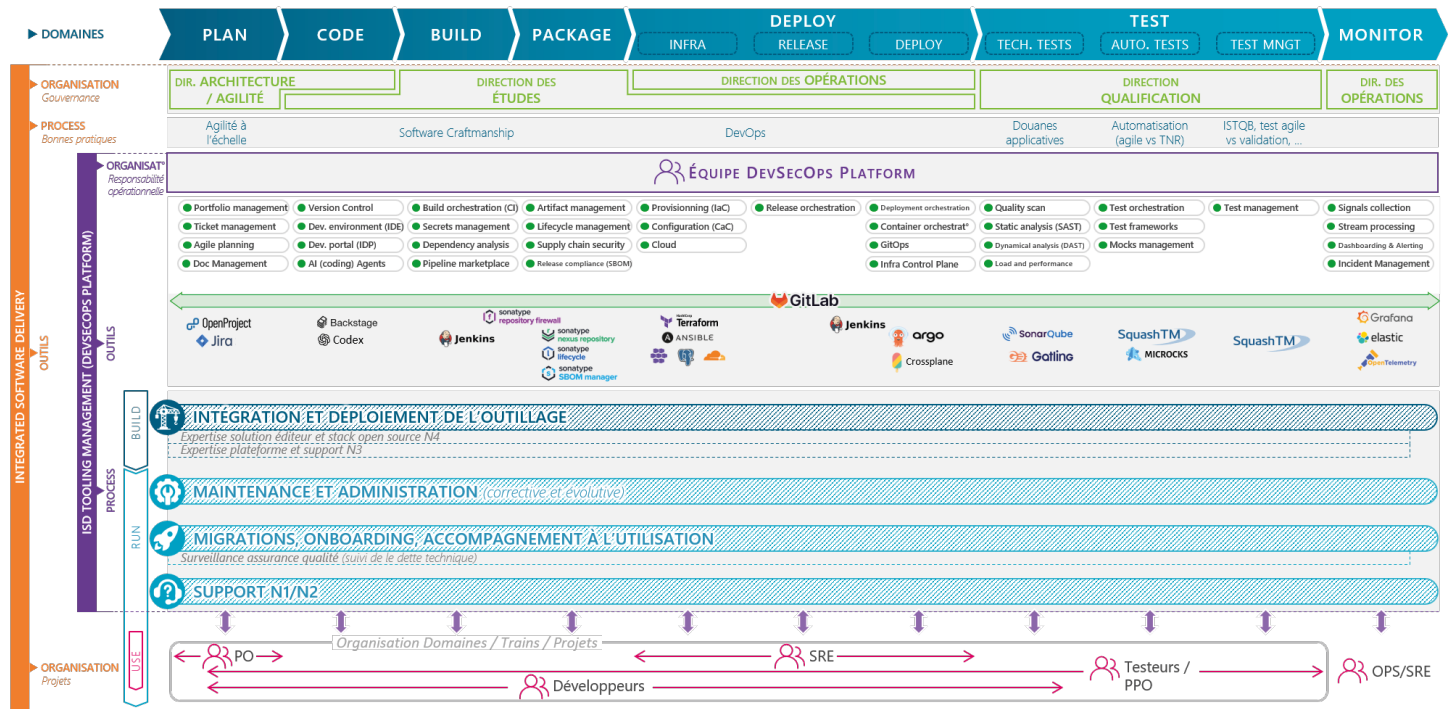 DOMAINES
PLAN
CODE
BUILD
PACKAGE
DEPLOY
INFRA
RELEASE
DEPLOY
TEST
TECH. TESTS
AUTO. TESTS
TEST MNGT
MONITOR
INTEGRATED SOFTWARE DELIVERY
ORGANISATION
Gouvernance
DIR. ARCHITECTURE
/ AGILITÉ
DIRECTION DES
ÉTUDES
DIRECTION DES OPÉRATIONS
DIRECTION
QUALIFICATION
DIR. DES
OPÉRATIONS
PROCESS
Bonnes pratiques
Agilité à
l'échelle
Software Craftmanship
DevOps
Douanes
applicatives
Automatisation
(agile vs TNR)
ISTQB, test agile
vs validation, ...
OUTILS
ISD TOOLING MANAGEMENT (DEVSECOPS PLATFORM)
ORGANISAT°
Responsabilité
opérationnelle
ÉQUIPE DEVSECOPS PLATFORM
OUTILS
Portfolio management
Ticket management
Agile planning
Doc Management
Version Control
Dev. environment (IDE)
Dev. portal (IDP)
AI (coding) Agents
Build orchestration (CI)
Secrets management
Dependency analysis
Pipeline marketplace
Artifact management
Lifecycle management
Supply chain security
Release compliance (SBOM)
Provisionning (IaC)
Configuration (CaC)
Cloud
Release orchestration
Deployment orchestration
Container orchestrat°
GitOps
Infra Control Plane
Quality scan
Static analysis (SAST)
Dynamical analysis (DAST)
Load and performance
Test orchestration
Test frameworks
Mocks management
Test management
Signals collection
Stream processing
Dashboarding & Alerting
Incident Management
GitLab
OpenProject
Jira
Backstage
Codex
Jenkins
sonatype
repository firewall
sonatype
nexus repository
sonatype
lifecycle
sonatype
SBOM manager
HashiCorp
Terraform
ANSIBLE
Jenkins
argo
Crossplane
SonarQube
Gatling
SquashTM
MICROCKS
SquashTM
Grafana
elastic
OpenTelemetry
PROCESS
BUILD
INTÉGRATION ET DÉPLOIEMENT DE L'OUTILLAGE
Expertise solution éditeur et stack open source N4
Expertise plateforme et support N3
RUN
MAINTENANCE ET ADMINISTRATION (corrective et évolutive)
MIGRATIONS, ONBOARDING, ACCOMPAGNEMENT À L'UTILISATION
Surveillance assurance qualité (suivi de le dette technique)
SUPPORT N1/N2
USE
ORGANISATION
Projets
Organisation Domaines / Trains / Projets
PO
SRE
Testeurs /
PPO
Développeurs
OPS/SRE